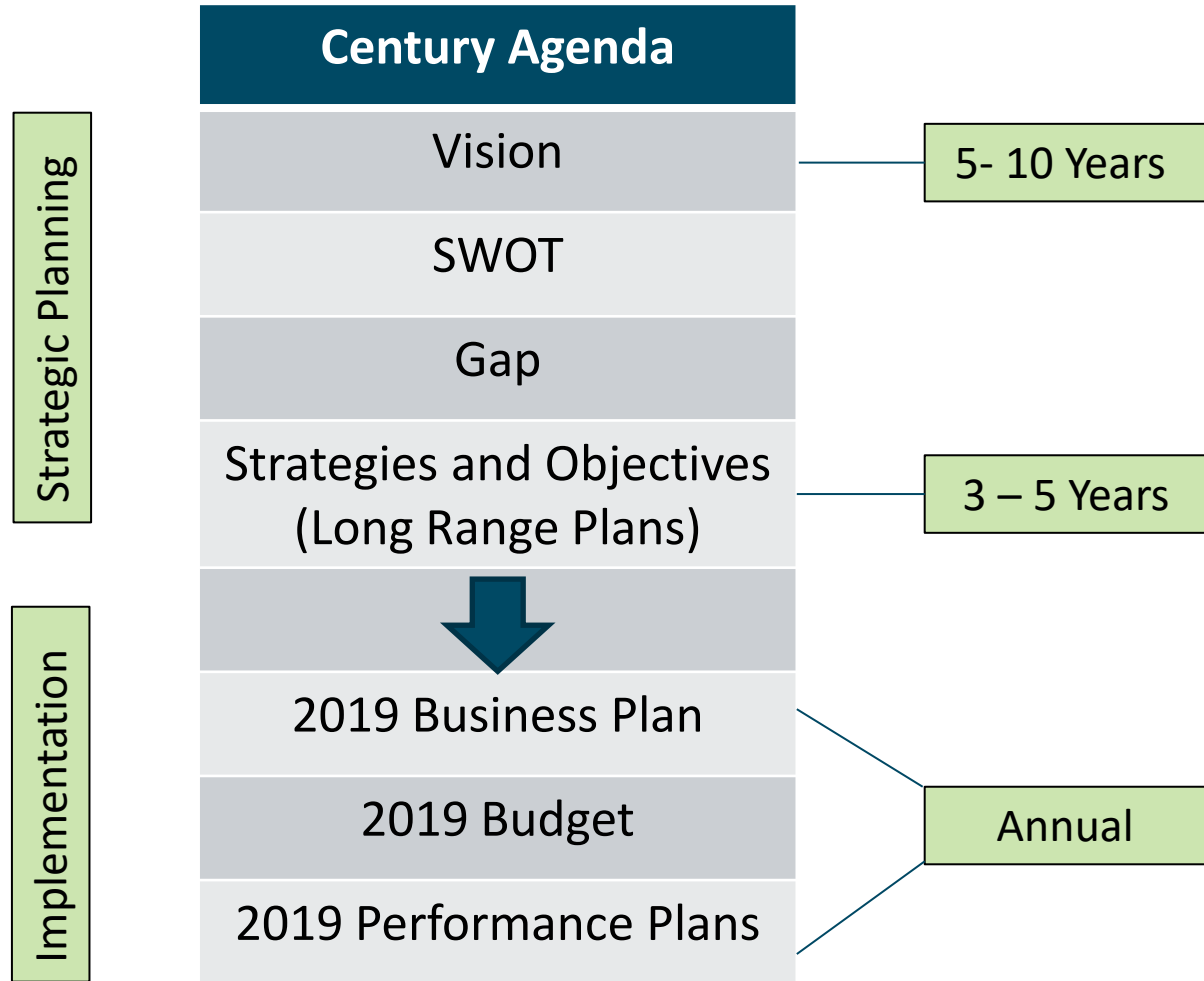 Century Agenda
Strategic Planning
Vision
5- 10 Years
SWOT
Gap
Strategies and Objectives
(Long Range Plans)
3 – 5 Years
Implementation
2019 Business Plan
2019 Budget
Annual
2019 Performance Plans